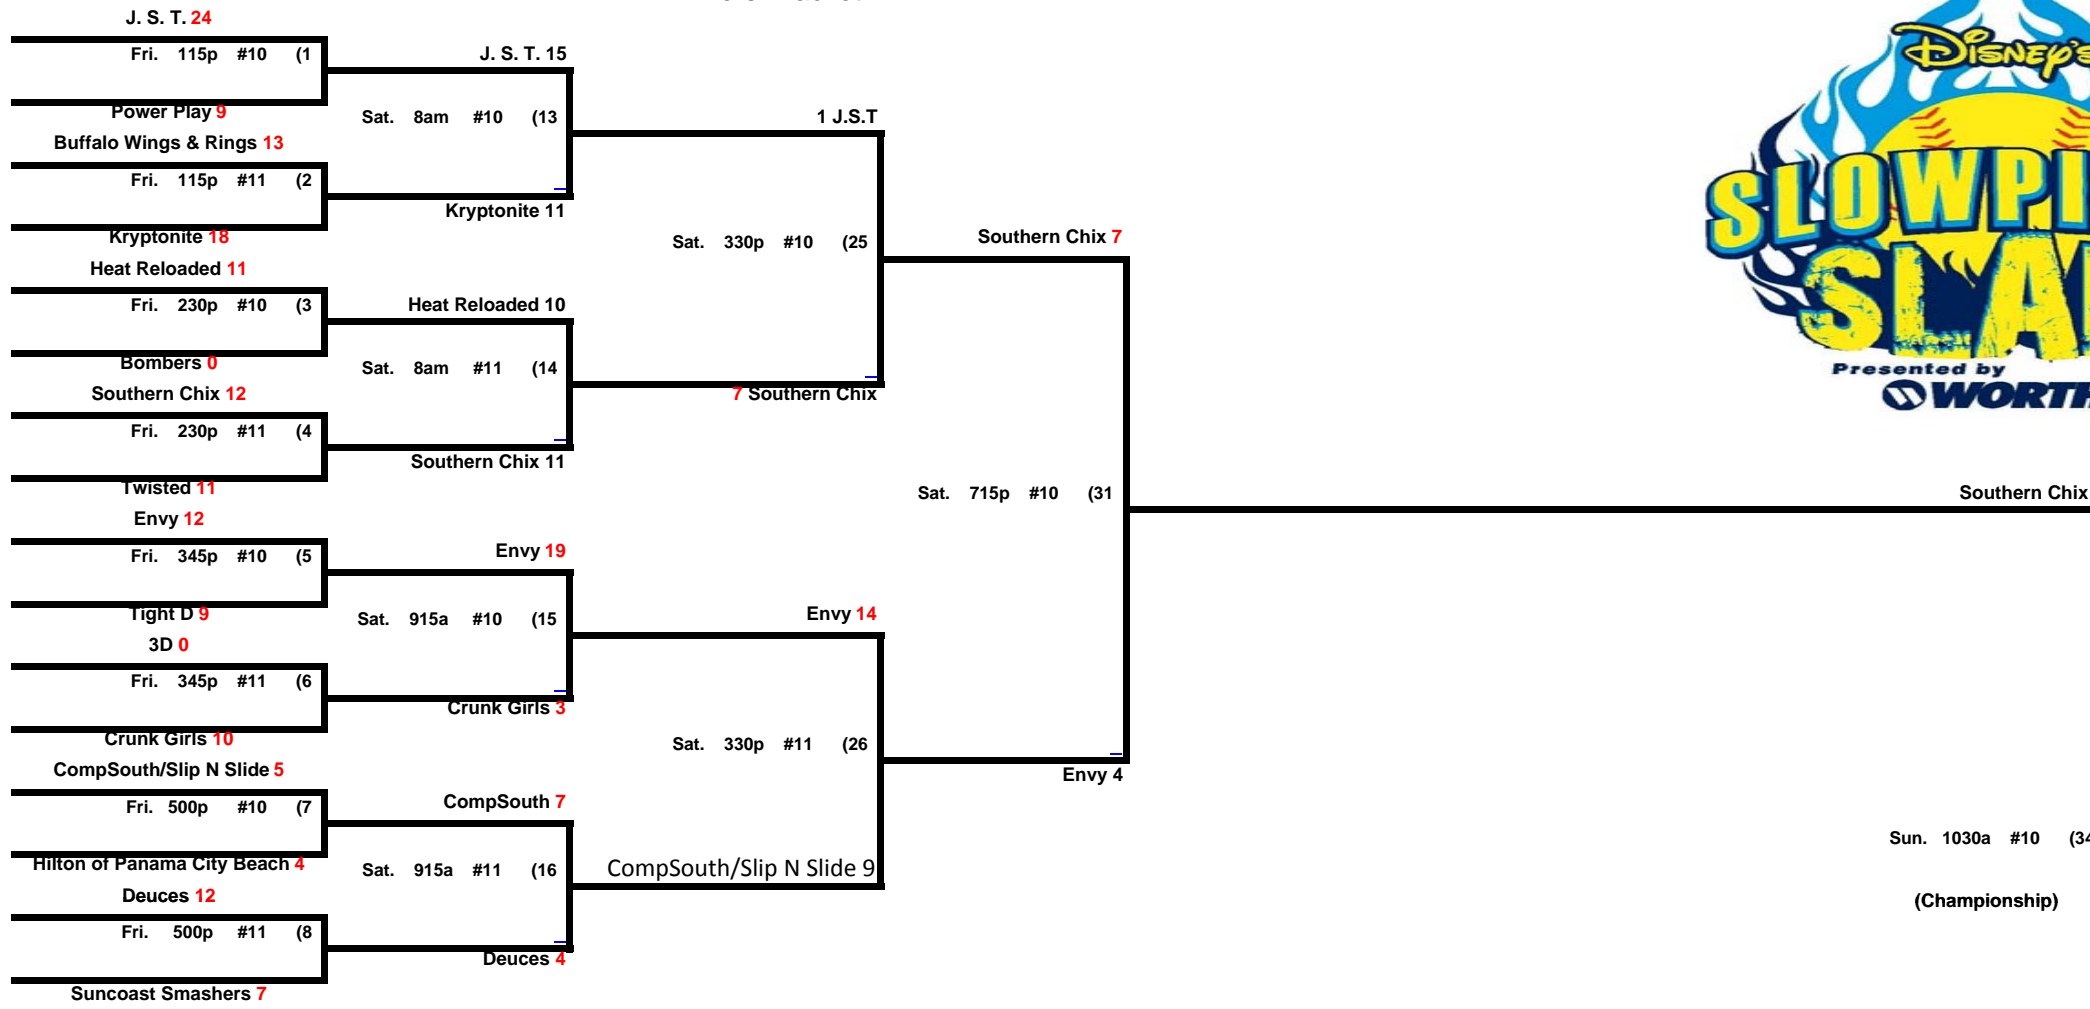 J. S. T. 24
Fri. 115p #10 (1
Power Play 9
Buffalo Wings & Rings 13
Fri. 115p #11 (2
Kryptonite 18
Heat Reloaded 11
Fri. 230p #10 (3
Bombers 0
Southern Chix 12
Fri. 230p #11 (4
Twisted 11
Envy 12
Fri. 345p #10 (5
Tight D 9
3D 0
Fri. 345p #11 (6
Crunk Girls 10
CompSouth/Slip N Slide 5
Fri. 500p #10 (7
Hilton of Panama City Beach 4
Deuces 12
Fri. 500p #11 (8
Suncoast Smashers 7
J. S. T. 15
Sat. 8am #10 (13
Kryptonite 11
Heat Reloaded 10
Sat. 8am #11 (14
Southern Chix 11
Envy 19
Sat. 915a #10 (15
Crunk Girls 3
CompSouth 7
Sat. 915a #11 (16
Deuces 4
1 J.S.T
Sat. 330p #10 (25
7 Southern Chix
Envy 14
Sat. 330p #11 (26
CompSouth/Slip N Slide 9
Southern Chix 7
Sat. 715p #10 (31
Envy 4
Southern Chix
Sun. 1030a #10 (34
(Championship)
DISNEY'S
SLOWPI
SLA
Presented by
WORTH